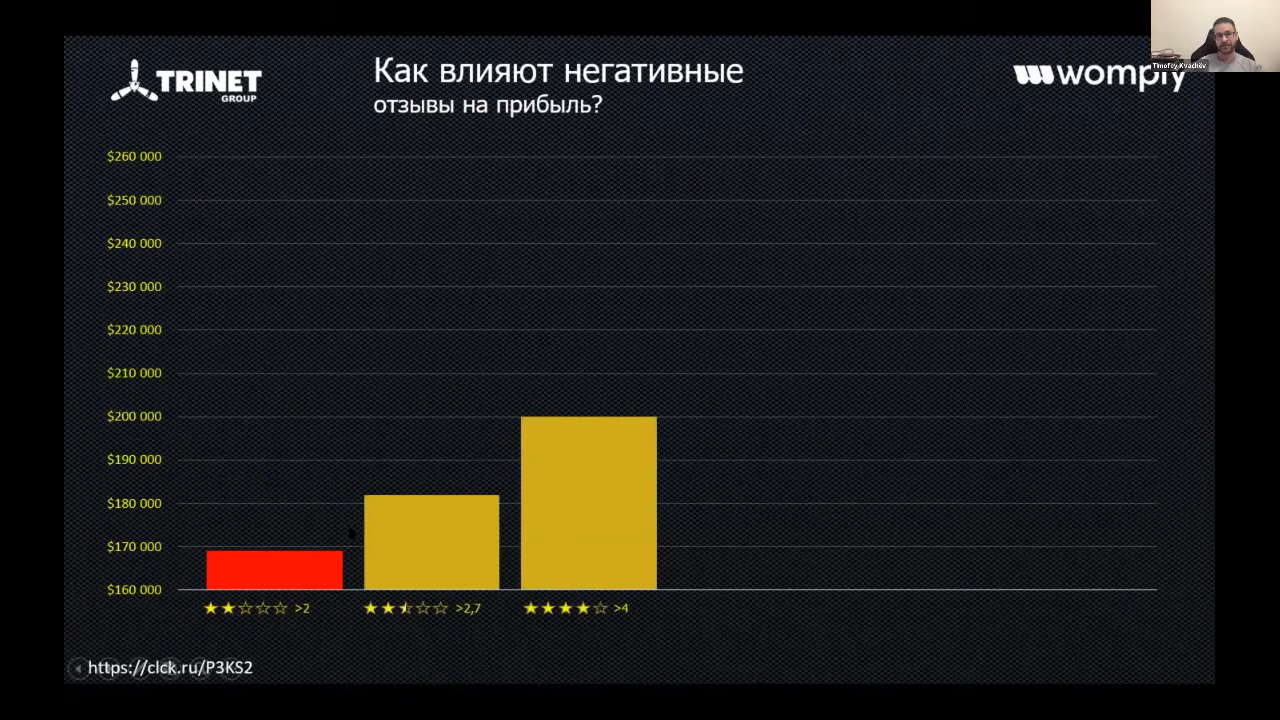 TRINET
GROUP
Как влияют негативные
отзывы на прибыль?
womply
Timofey Kvachëv
$260 000
$250 000
$240 000
$230 000
$220 000
$210 000
$200 000
$190 000
$180 000
$170 000
$160 000
>2
>2,7
>4
https://clck.ru/P3KS2